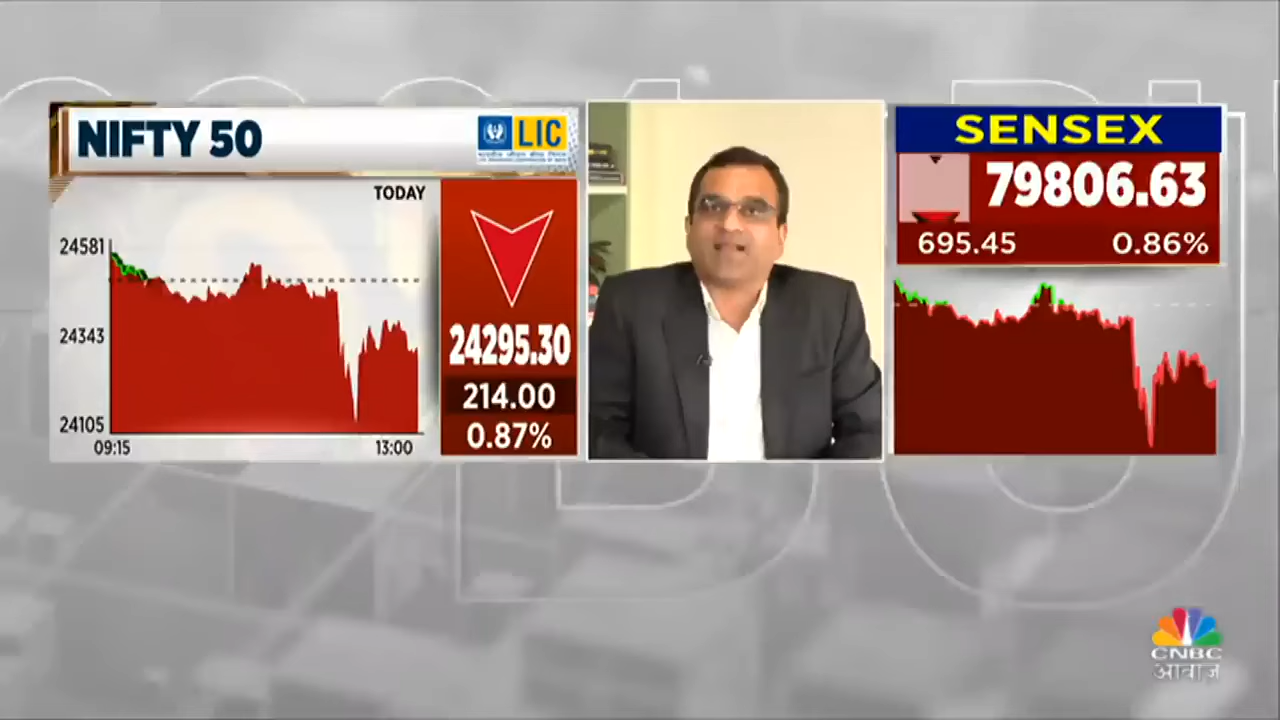 NIFTY 50
LIC
TODAY
24581
24343
24105
09:15
13:00
24295.30
214.00
0.87%
SENSEX
79806.63
695.45
0.86%
CNBC
आवाज़